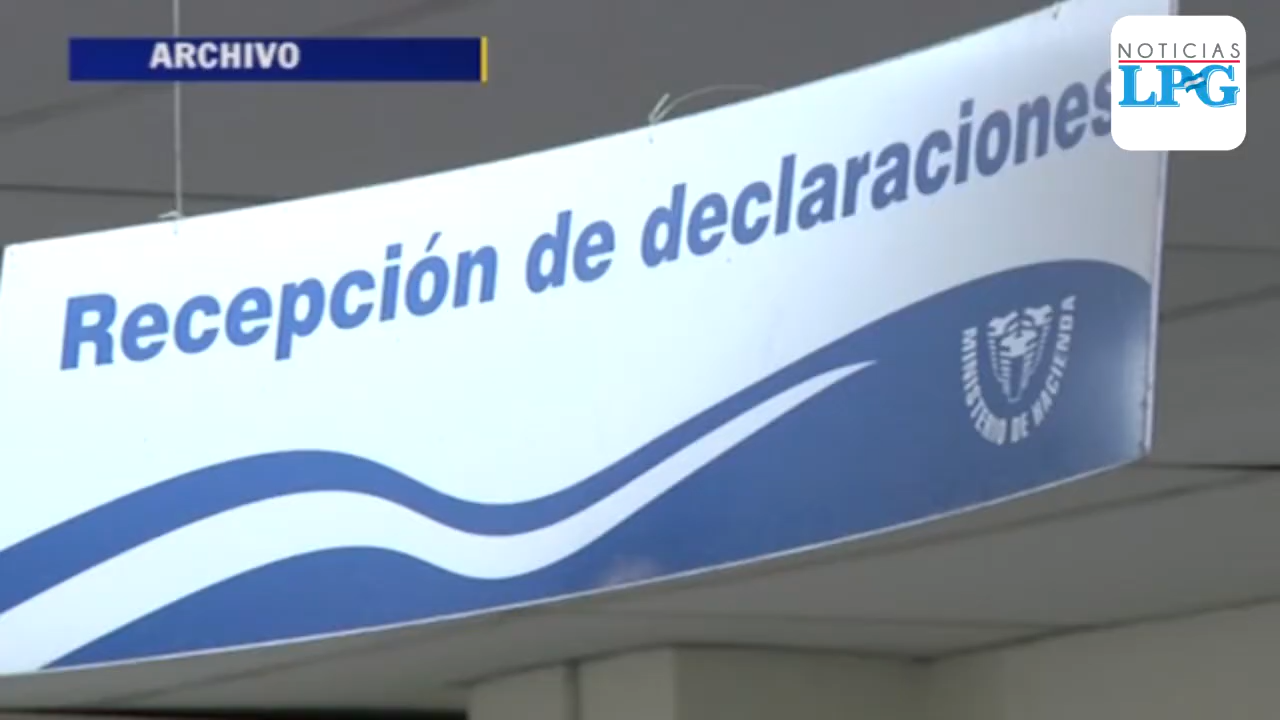 ARCHIVO
NOTICIAS
LPG
Recepción de declaraciones
MINISTERIO DE HACIENDA